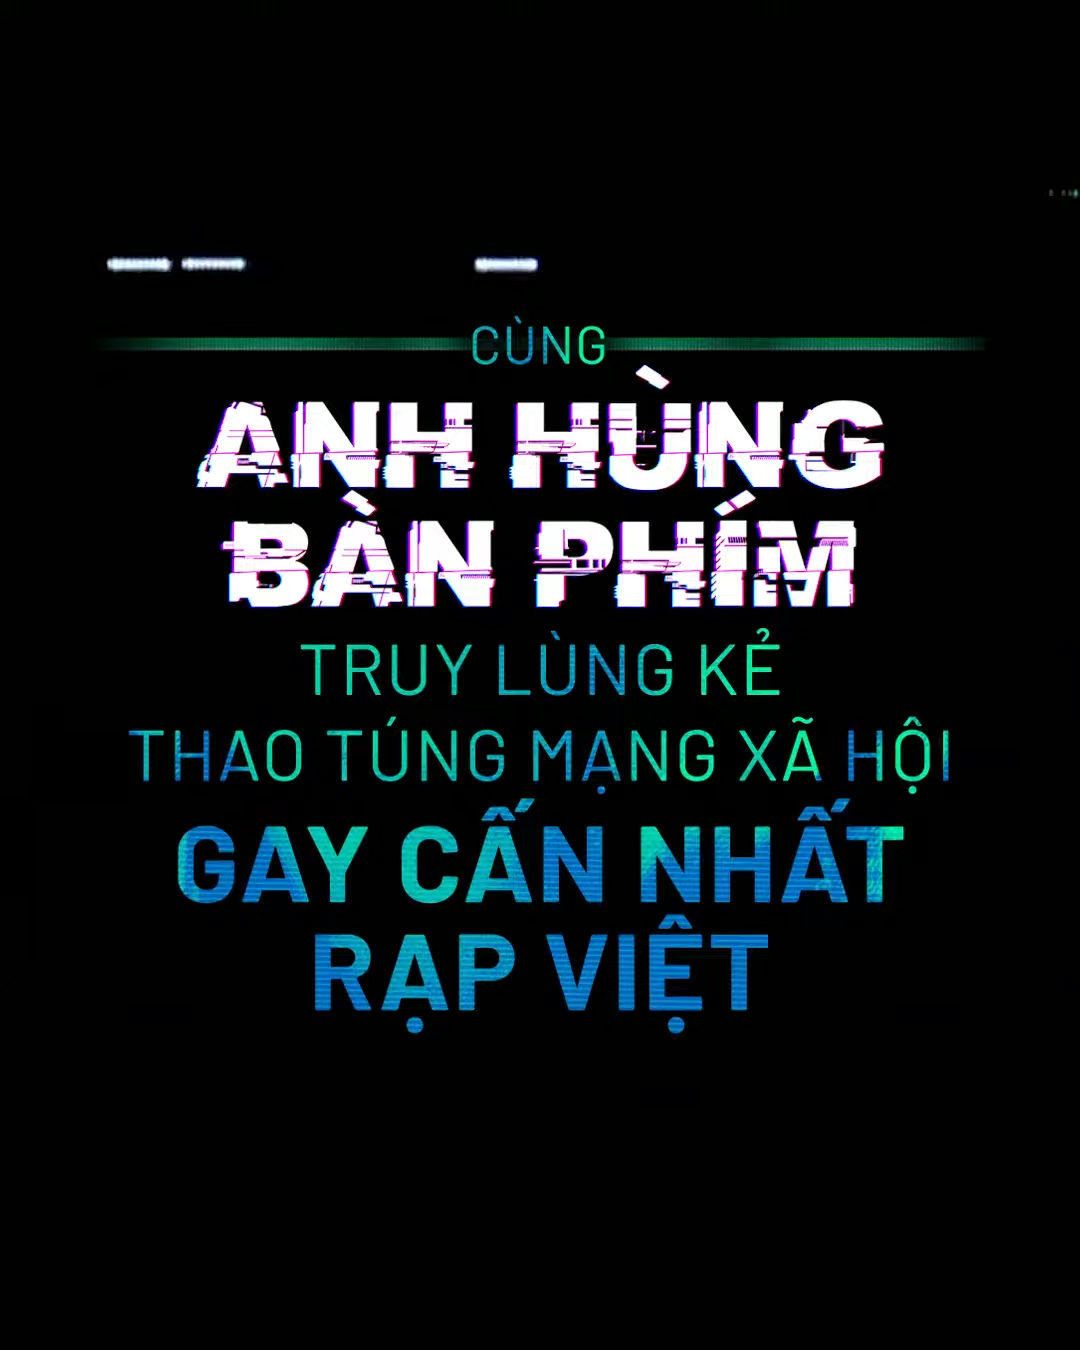 CÙNG
ANH HÙNG
BÀN PHÍM
TRUY LÙNG KẺ
THAO TÚNG MẠNG XÃ HỘI
GAY CẤN NHẤT
RẠP VIỆT